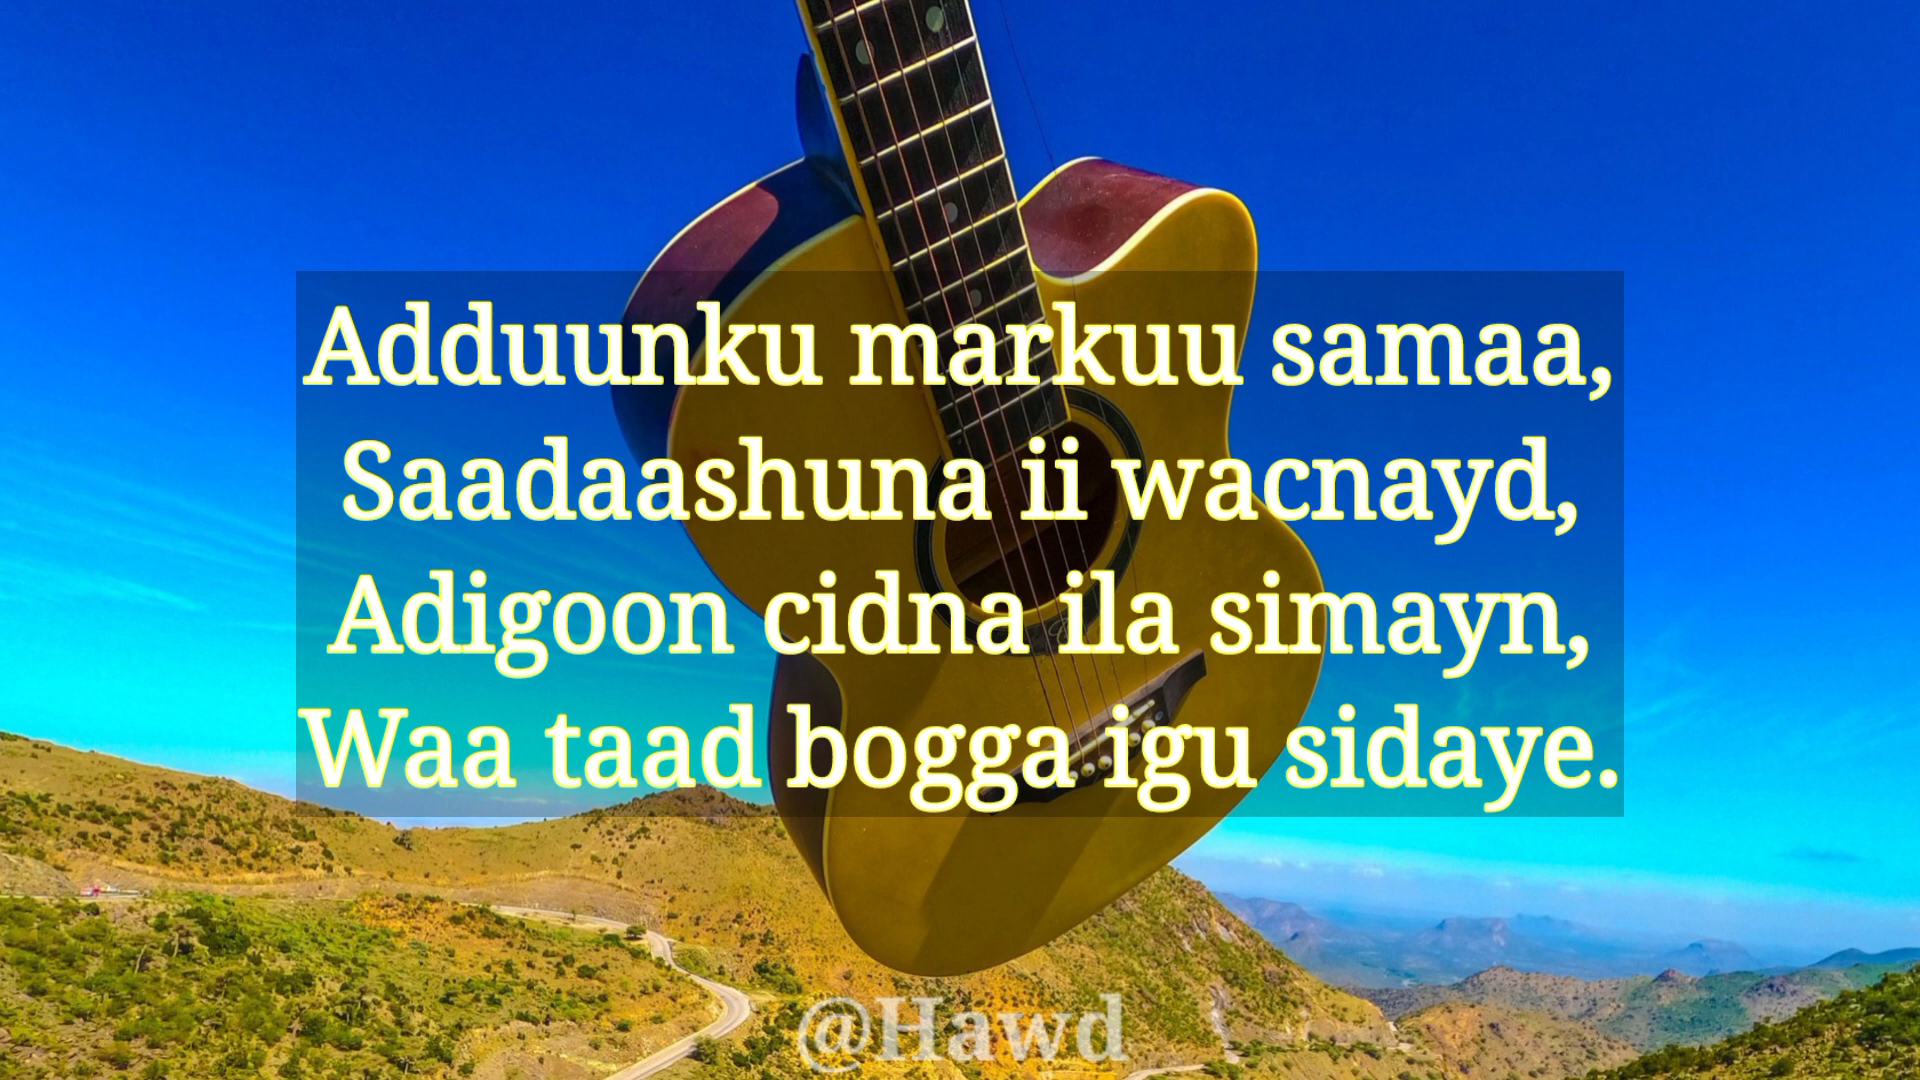 Adduunku markuu samaa,
Saadaashuna ii wacnayd,
Adigoon cidna ila simayn,
Waa taad bogga igu sidaye.
@Hawd